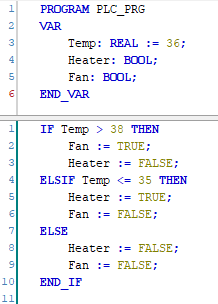 1 PROGRAM PLC_PRG
2 VAR
3 Temp: REAL := 36;
4 Heater: BOOL;
5 Fan: BOOL;
6 END_VAR
1 IF Temp > 38 THEN
2 Fan := TRUE;
3 Heater := FALSE;
4 ELSIF Temp <= 35 THEN
5 Heater := TRUE;
6 Fan := FALSE;
7 ELSE
8 Heater := FALSE;
9 Fan := FALSE;
10 END_IF
11